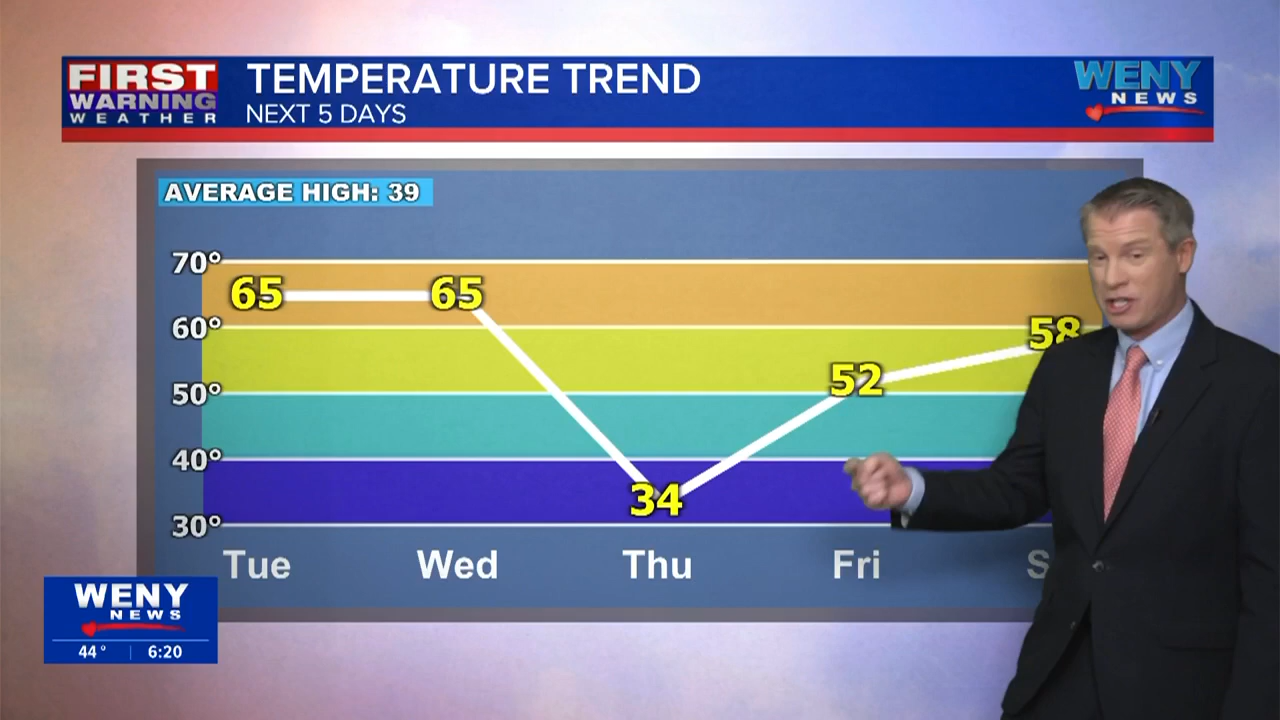 FIRST
WARNING
WEATHER
TEMPERATURE TREND
NEXT 5 DAYS
WENY
NEWS
AVERAGE HIGH: 39
70°
65
65
60°
58
52
50°
40°
34
30°
Tue
Wed
Thu
Fri
WENY
NEWS
44° | 6:20